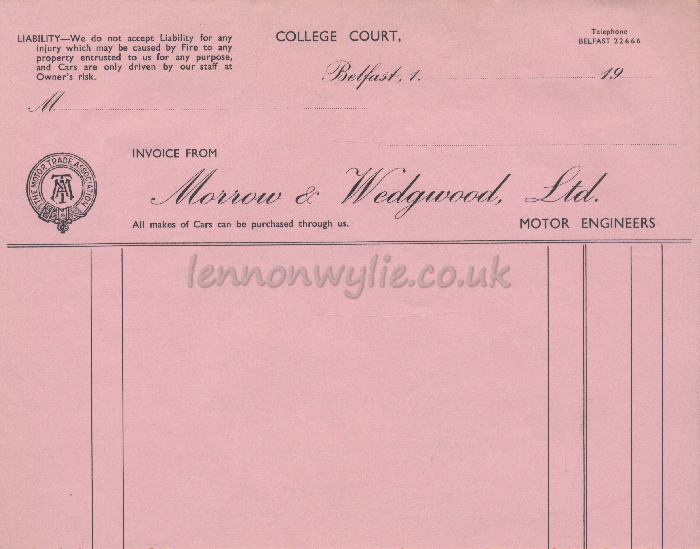 LIABILITY—We do not accept Liability for any
injury which may be caused by Fire to any
property entrusted to us for any purpose,
and Cars are only driven by our staff at
Owner's risk.
COLLEGE COURT,
Telephone
BELFAST 22666
Belfast, 1. 19
M
THE MOTOR TRADE ASSOCIATION
MTA
INVOICE FROM
Morrow & Wedgwood, Ltd.
All makes of Cars can be purchased through us.
MOTOR ENGINEERS
lennonwylie.co.uk